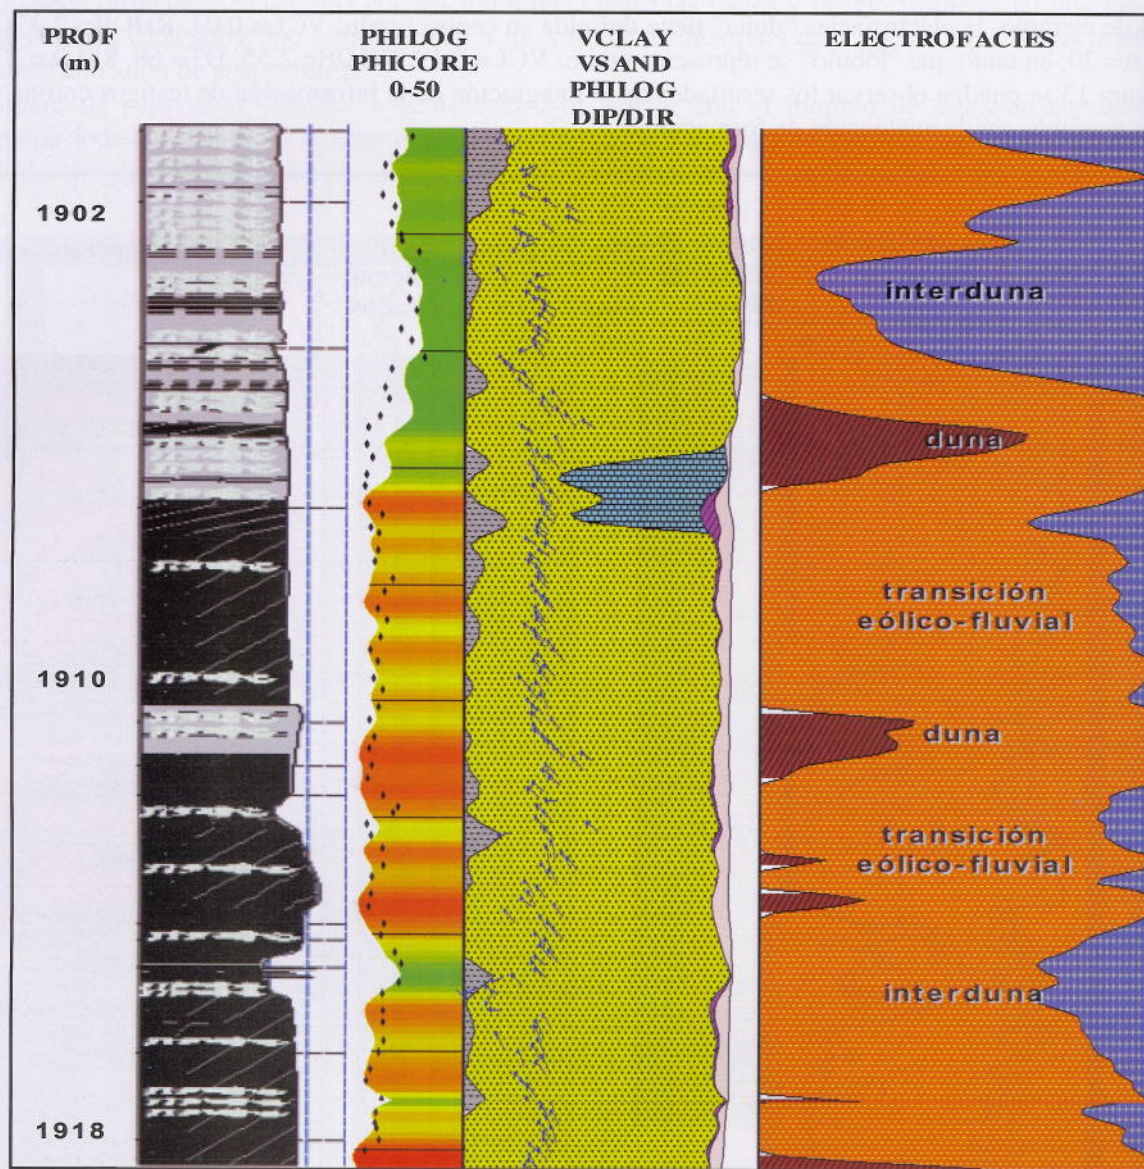 PROF
(m)
PHILOG
PHICORE
0-50
VCLAY
VSAND
PHILOG
DIP/DIR
ELECTROFACIES
1902
interduna
duna
transición
eólico-fluvial
1910
duna
transición
eólico-fluvial
interduna
1918